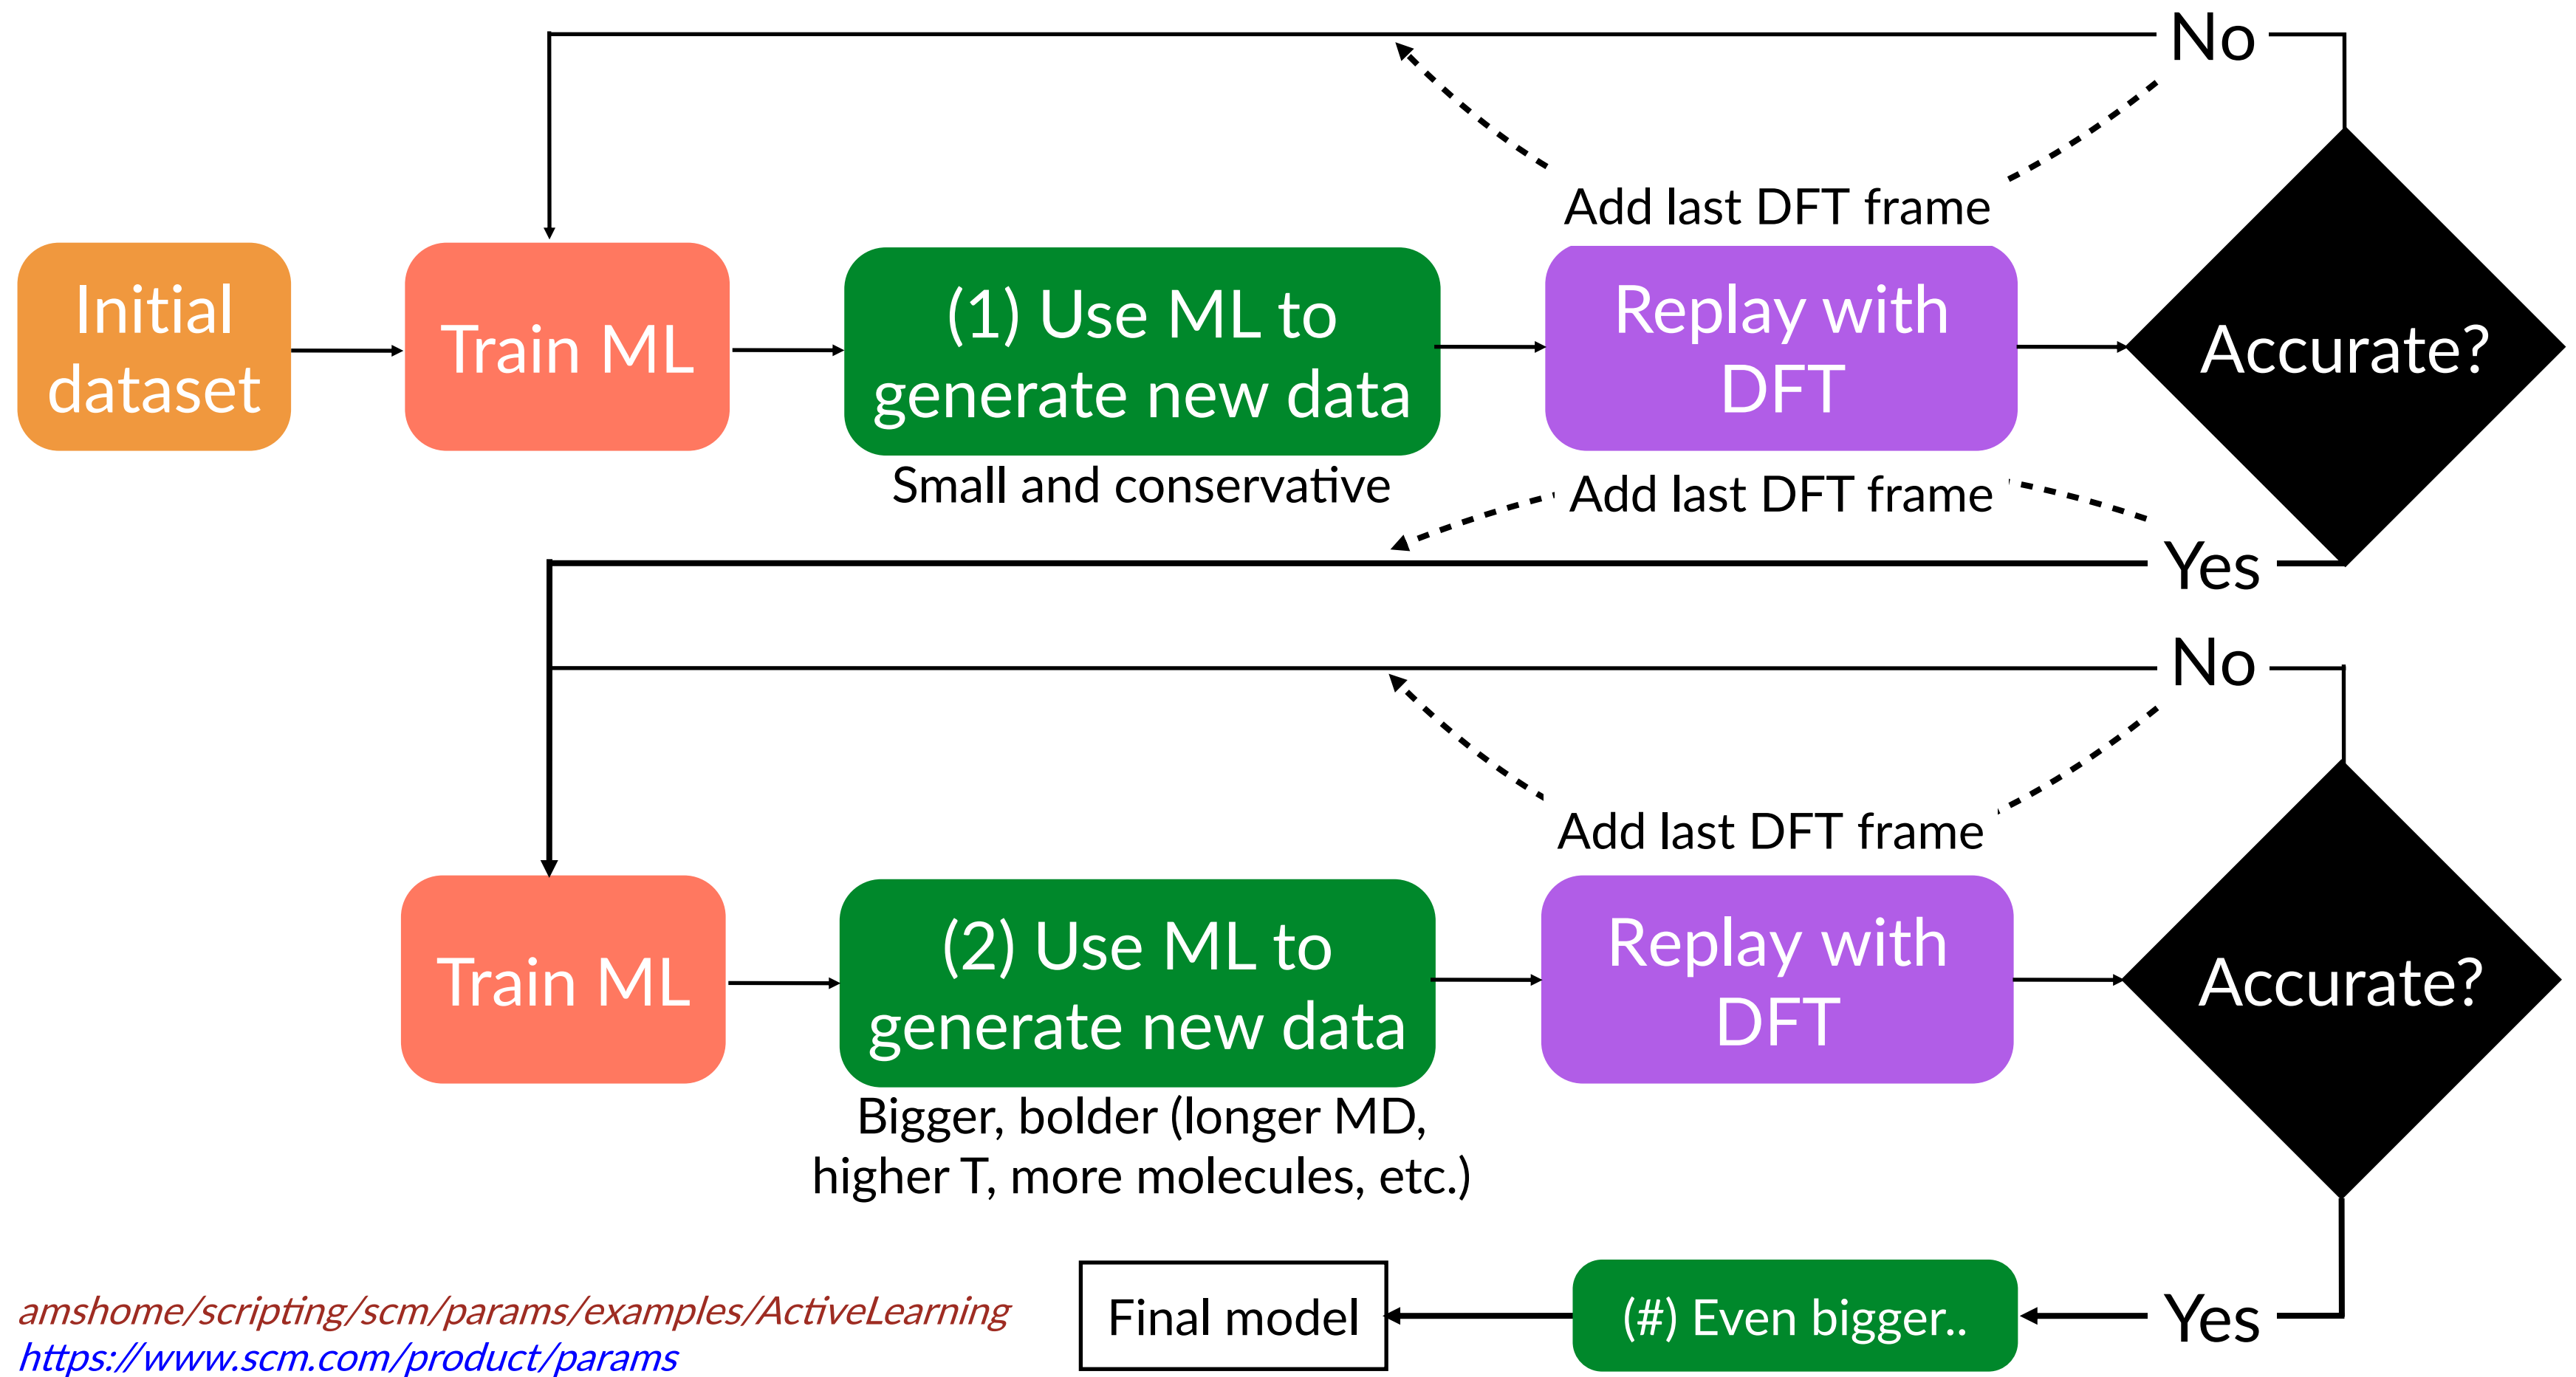 No
Add last DFT frame
Initial
dataset
Train ML
(1) Use ML to
generate new data
Small and conservative
Replay with
DFT
Accurate?
Add last DFT frame
Yes
No
Add last DFT frame
Train ML
(2) Use ML to
generate new data
Bigger, bolder (longer MD,
higher T, more molecules, etc.)
Replay with
DFT
Accurate?
Yes
(#) Even bigger..
Final model
amshome/scripting/scm/params/examples/ActiveLearning
https://www.scm.com/product/params